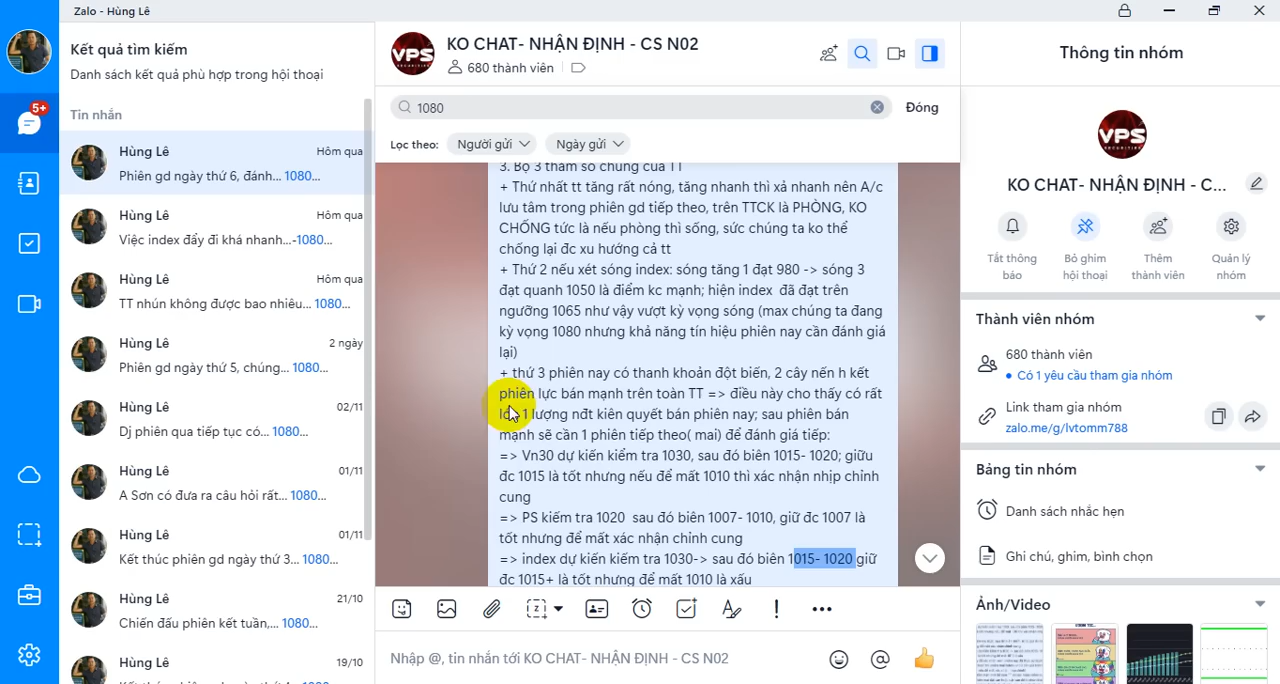 Zalo - Hùng Lê
Kết quả tìm kiếm
Danh sách kết quả phù hợp trong hội thoại
Tin nhắn
5+
Hùng Lê
Hôm qua
Phiên gd ngày thứ 6, đánh... 1080...
Hùng Lê
Hôm qua
Việc index đẩy đi khá nhanh...-1080...
Hùng Lê
Hôm qua
TT nhún không được bao nhiêu... 1080...
Hùng Lê
2 ngày
Phiên gd ngày thứ 5, chúng... 1080...
Hùng Lê
02/11
Dj phiên qua tiếp tục có... 1080...
Hùng Lê
01/11
A Sơn có đưa ra câu hỏi rất... 1080...
Hùng Lê
01/11
Kết thúc phiên gd ngày thứ 3... 1080...
Hùng Lê
21/10
Chiến đấu phiên kết tuần,... 1080...
Hùng Lê
19/10
VPS
SECURITIES
KO CHAT- NHẬN ĐỊNH - CS N02
680 thành viên
1080
Đóng
Lọc theo:
Người gửi
Ngày gửi
3. Bộ 3 tham số chung của TT
+ Thứ nhất tt tăng rất nóng, tăng nhanh thì xả nhanh nên A/c
lưu tâm trong phiên gd tiếp theo, trên TTCK là PHÒNG, KO
CHỐNG tức là nếu phòng thì sống, sức chúng ta ko thể
chống lại đc xu hướng cả tt
+ Thứ 2 nếu xét sóng index: sóng tăng 1 đạt 980 -> sóng 3
đạt quanh 1050 là điểm kc mạnh; hiện index đã đạt trên
ngưỡng 1065 như vậy vượt kỳ vọng sóng (max chúng ta đang
kỳ vọng 1080 nhưng khả năng tín hiệu phiên nay cần đánh giá
lại)
+ thứ 3 phiên nay có thanh khoản đột biến, 2 cây nến h kết
phiên lực bán mạnh trên toàn TT => điều này cho thấy có rất
lớn 1 lượng nđt kiên quyết bán phiên nay; sau phiên bán
mạnh sẽ cần 1 phiên tiếp theo( mai) để đánh giá tiếp:
=> Vn30 dự kiến kiểm tra 1030, sau đó biên 1015- 1020; giữu
đc 1015 là tốt nhưng nếu để mất 1010 thì xác nhận nhịp chỉnh
cung
=> PS kiểm tra 1020 sau đó biên 1007- 1010, giữ đc 1007 là
tốt nhưng để mất xác nhận chỉnh cung
=> index dự kiến kiểm tra 1030-> sau đó biên 1015- 1020 giữ
đc 1015+ là tốt nhưng để mất 1010 là xấu
Nhập @, tin nhắn tới KO CHAT- NHẬN ĐỊNH - CS N02
Thông tin nhóm
VPS
SECURITIES
KO CHAT- NHẬN ĐỊNH - C...
Tắt thông
báo
Bỏ ghim
hội thoại
Thêm
thành viên
Quản lý
nhóm
Thành viên nhóm
680 thành viên
Có 1 yêu cầu tham gia nhóm
Link tham gia nhóm
zalo.me/g/lvtomm788
Bảng tin nhóm
Danh sách nhắc hẹn
Ghi chú, ghim, bình chọn
Ảnh/Video